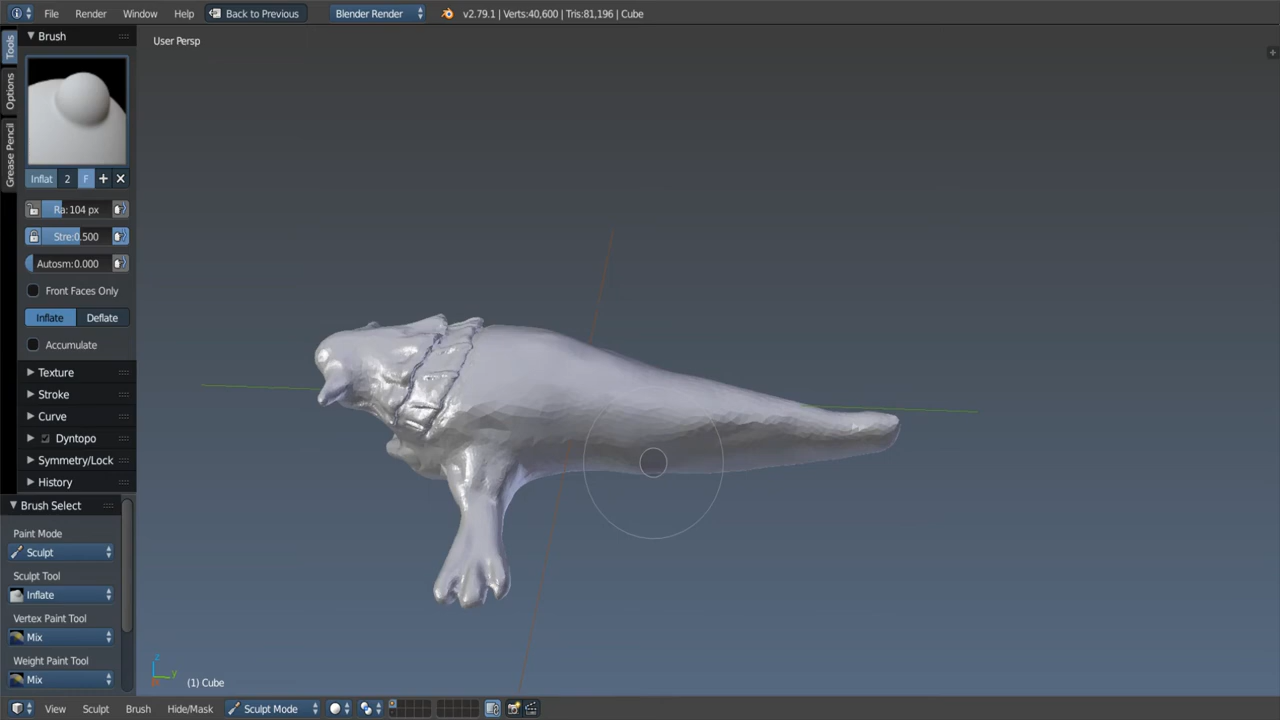 File Render Window Help Back to Previous Blender Render v2.79.1 | Verts:40,600 | Tris:81,196 | Cube
Tools
Options
Grease Pencil
Brush
Inflat 2 F
Ra: 104 px
Stre:0.500
Autosm:0.000
Front Faces Only
Inflate Deflate
Accumulate
Texture
Stroke
Curve
Dyntopo
Symmetry/Lock
History
Brush Select
Paint Mode
Sculpt
Sculpt Tool
Inflate
Vertex Paint Tool
Mix
Weight Paint Tool
Mix
User Persp
z
y
(1) Cube
View Sculpt Brush Hide/Mask Sculpt Mode